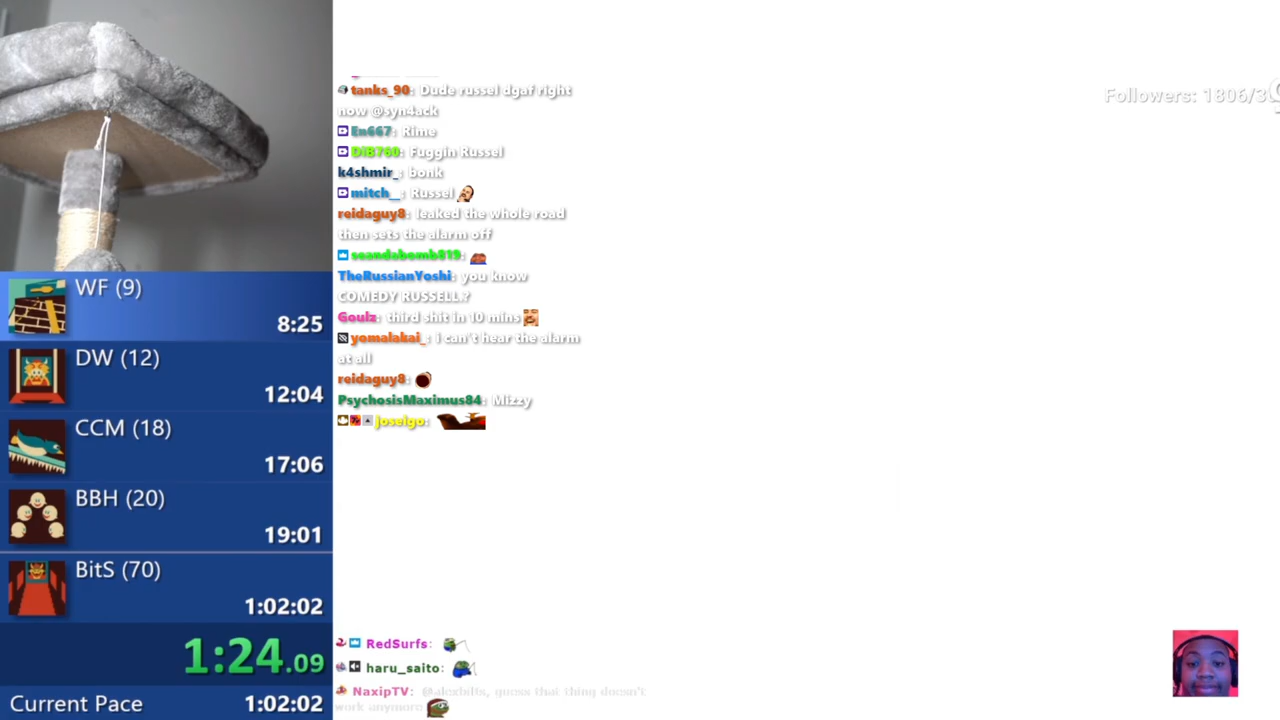 WF (9)
8:25
DW (12)
12:04
CCM (18)
17:06
BBH (20)
19:01
BitS (70)
1:02:02
1:24.09
Current Pace 1:02:02
tanks_90: Dude russel dgaf right
now @syn4ack
En667: Rime
DiB760: Fuggin Russel
k4shmir_: bonk
mitch__: Russel
reidaguy8: leaked the whole road
then sets the alarm off
seandabomb819:
TheRussianYoshi: you know
COMEDY RUSSELL?
Goulz: third shit in 10 mins
yomalakai_: I can't hear the alarm
at all
reidaguy8:
PsychosisMaximus84: Mizzy
Joselgo:
RedSurfs:
haru_saito:
NaxipTV: @alexbilfs, guess that thing doesn't
work anymore
Followers: 1806/3